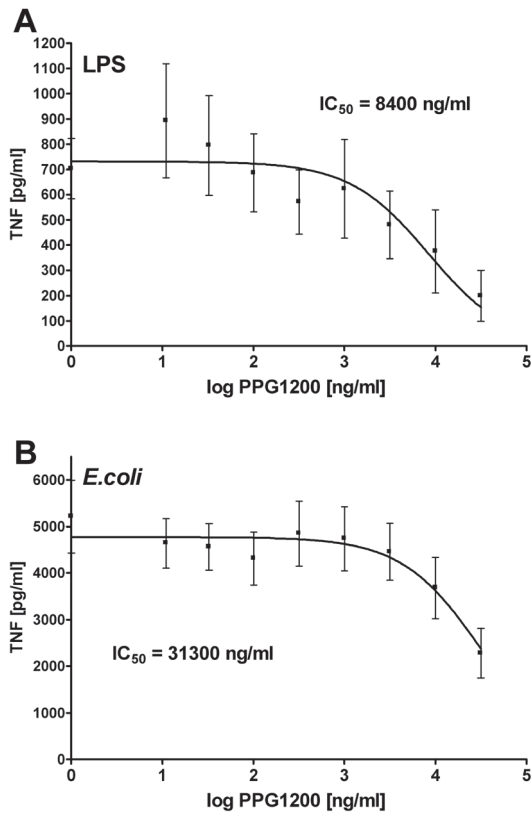 A
LPS
IC50 = 8400 ng/ml
TNF [pg/ml]
1200
1100
1000
900
800
700
600
500
400
300
200
100
0
0 1 2 3 4 5
log PPG1200 [ng/ml]
B
E.coli
IC50 = 31300 ng/ml
TNF [pg/ml]
6000
5000
4000
3000
2000
1000
0
0 1 2 3 4 5
log PPG1200 [ng/ml]